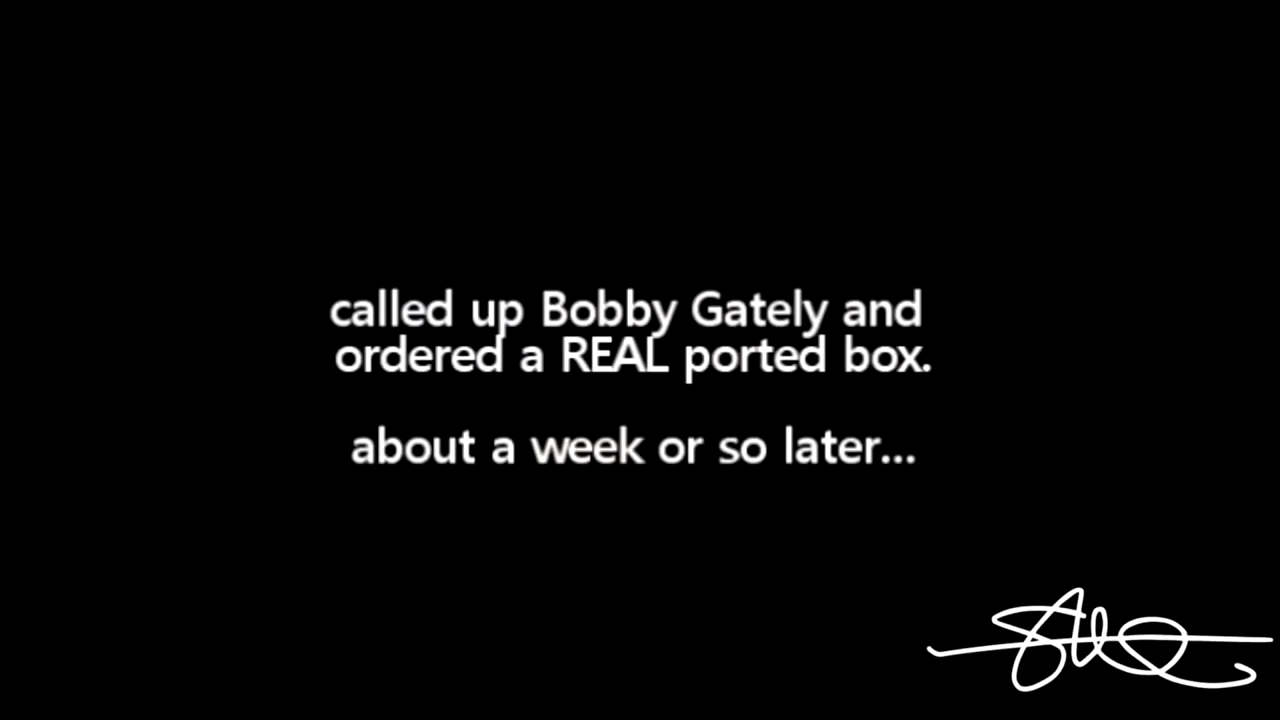 called up Bobby Gately and
ordered a REAL ported box.
about a week or so later...